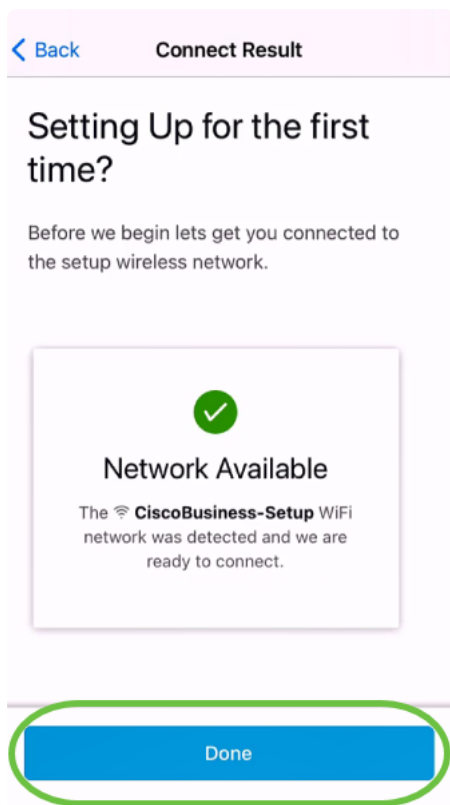 Back
Connect Result
Setting Up for the first
time?
Before we begin lets get you connected to
the setup wireless network.
Network Available
The CiscoBusiness-Setup WiFi
network was detected and we are
ready to connect.
Done